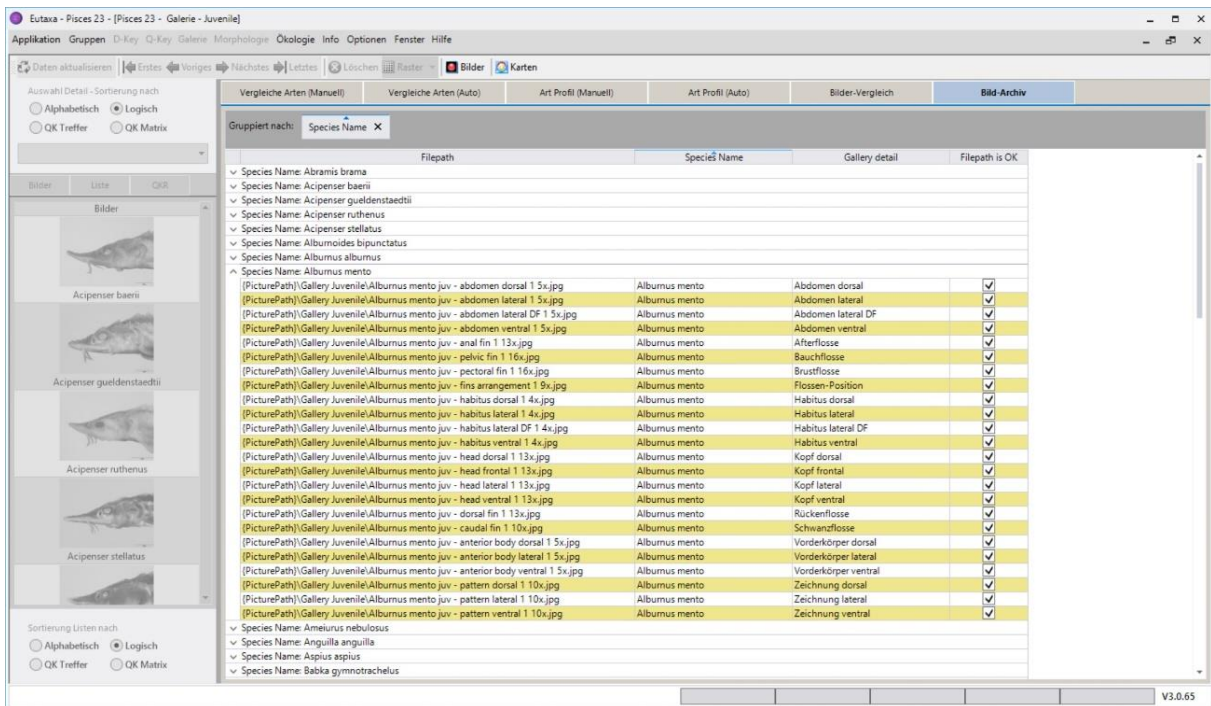 Eutaxa - Pisces 23 - [Pisces 23 - Galerie - Juvenile]
Applikation Gruppen D-Key Q-Key Galerie Morphologie Ökologie Info Optionen Fenster Hilfe
Daten aktualisieren Erstes Voriges Nächstes Letztes Löschen Raster Bilder Karten
Auswahl Detail - Sortierung nach
Alphabetisch Logisch
QK Treffer QK Matrix
Bilder Liste QKR
Bilder
Acipenser baerii
Acipenser gueldenstaedtii
Acipenser ruthenus
Acipenser stellatus
Sortierung Listen nach
Alphabetisch Logisch
QK Treffer QK Matrix
Vergleiche Arten (Manuell) Vergleiche Arten (Auto) Art Profil (Manuell) Art Profil (Auto) Bilder-Vergleich Bild-Archiv
Gruppiert nach: Species Name
Filepath Species Name Gallery detail Filepath is OK
Species Name: Abramis brama
Species Name: Acipenser baerii
Species Name: Acipenser gueldenstaedtii
Species Name: Acipenser ruthenus
Species Name: Acipenser stellatus
Species Name: Alburnoides bipunctatus
Species Name: Alburnus alburnus
Species Name: Alburnus mento
{PicturePath}\Gallery Juvenile\Alburnus mento juv - abdomen dorsal 1 5x.jpg Alburnus mento Abdomen dorsal
{PicturePath}\Gallery Juvenile\Alburnus mento juv - abdomen lateral 1 5x.jpg Alburnus mento Abdomen lateral
{PicturePath}\Gallery Juvenile\Alburnus mento juv - abdomen lateral DF 1 5x.jpg Alburnus mento Abdomen lateral DF
{PicturePath}\Gallery Juvenile\Alburnus mento juv - abdomen ventral 1 5x.jpg Alburnus mento Abdomen ventral
{PicturePath}\Gallery Juvenile\Alburnus mento juv - anal fin 1 13x.jpg Alburnus mento Afterflosse
{PicturePath}\Gallery Juvenile\Alburnus mento juv - pelvic fin 1 16x.jpg Alburnus mento Bauchflosse
{PicturePath}\Gallery Juvenile\Alburnus mento juv - pectoral fin 1 16x.jpg Alburnus mento Brustflosse
{PicturePath}\Gallery Juvenile\Alburnus mento juv - fins arrangement 1 9x.jpg Alburnus mento Flossen-Position
{PicturePath}\Gallery Juvenile\Alburnus mento juv - habitus dorsal 1 4x.jpg Alburnus mento Habitus dorsal
{PicturePath}\Gallery Juvenile\Alburnus mento juv - habitus lateral 1 4x.jpg Alburnus mento Habitus lateral
{PicturePath}\Gallery Juvenile\Alburnus mento juv - habitus lateral DF 1 4x.jpg Alburnus mento Habitus lateral DF
{PicturePath}\Gallery Juvenile\Alburnus mento juv - habitus ventral 1 4x.jpg Alburnus mento Habitus ventral
{PicturePath}\Gallery Juvenile\Alburnus mento juv - head dorsal 1 13x.jpg Alburnus mento Kopf dorsal
{PicturePath}\Gallery Juvenile\Alburnus mento juv - head frontal 1 13x.jpg Alburnus mento Kopf frontal
{PicturePath}\Gallery Juvenile\Alburnus mento juv - head lateral 1 13x.jpg Alburnus mento Kopf lateral
{PicturePath}\Gallery Juvenile\Alburnus mento juv - head ventral 1 13x.jpg Alburnus mento Kopf ventral
{PicturePath}\Gallery Juvenile\Alburnus mento juv - dorsal fin 1 13x.jpg Alburnus mento Rückenflosse
{PicturePath}\Gallery Juvenile\Alburnus mento juv - caudal fin 1 10x.jpg Alburnus mento Schwanzflosse
{PicturePath}\Gallery Juvenile\Alburnus mento juv - anterior body dorsal 1 5x.jpg Alburnus mento Vorderkörper dorsal
{PicturePath}\Gallery Juvenile\Alburnus mento juv - anterior body lateral 1 5x.jpg Alburnus mento Vorderkörper lateral
{PicturePath}\Gallery Juvenile\Alburnus mento juv - anterior body ventral 1 5x.jpg Alburnus mento Vorderkörper ventral
{PicturePath}\Gallery Juvenile\Alburnus mento juv - pattern dorsal 1 10x.jpg Alburnus mento Zeichnung dorsal
{PicturePath}\Gallery Juvenile\Alburnus mento juv - pattern lateral 1 10x.jpg Alburnus mento Zeichnung lateral
{PicturePath}\Gallery Juvenile\Alburnus mento juv - pattern ventral 1 10x.jpg Alburnus mento Zeichnung ventral
Species Name: Ameiurus nebulosus
Species Name: Anguilla anguilla
Species Name: Aspius aspius
Species Name: Babka gymnotrachelus
V3.0.65